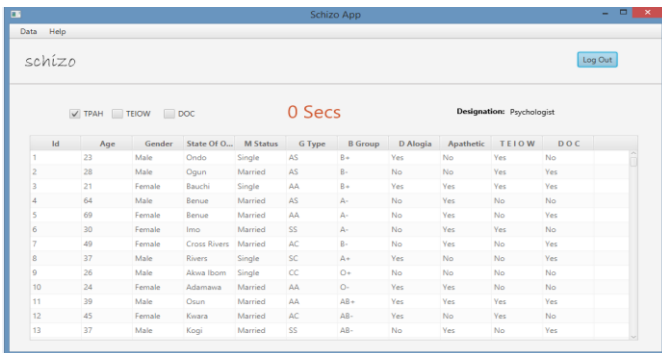 Schizo App
Data Help
schizo
Log Out
TPAH TEIOW DOC 0 Secs Designation: Psychologist
Id Age Gender State Of O... M Status G Type B Group D Alogia Apathetic T E I O W D O C
1 23 Male Ondo Single AS B+ Yes No Yes No
2 28 Male Ogun Married AS B- No No Yes No
3 21 Female Bauchi Single AA B+ Yes Yes Yes Yes
4 64 Male Benue Married AS A- No No No No
5 69 Female Benue Married AA A- No Yes No Yes
6 30 Female Imo Married SS A- No Yes Yes Yes
7 49 Female Cross Rivers Married AC B- No Yes No Yes
8 37 Male Rivers Single SC A+ Yes No Yes No
9 26 Male Akwa Ibom Single CC O+ No No No No
10 24 Female Adamawa Married AA O- Yes Yes No Yes
11 39 Male Osun Married AA AB+ Yes Yes Yes Yes
12 45 Female Kwara Married AC AB- Yes No Yes No
13 37 Male Kogi Married SS AB- No Yes No Yes